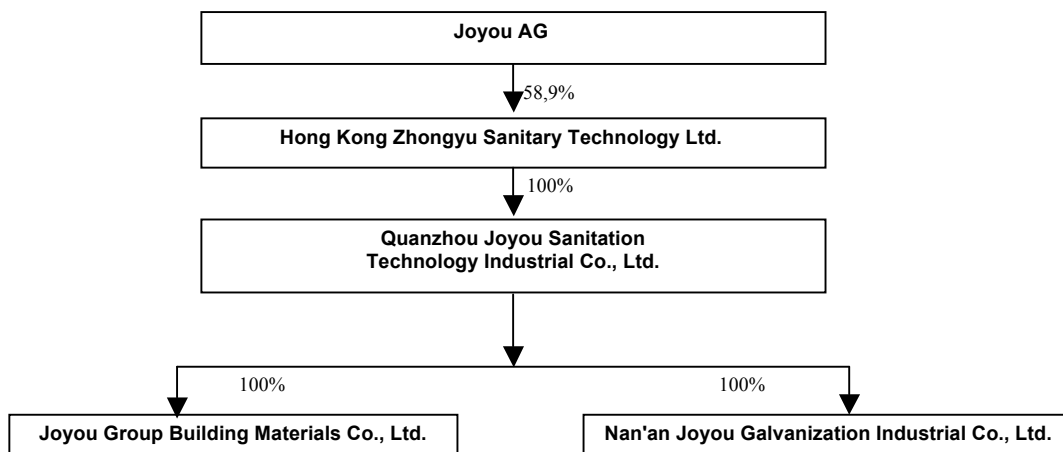 Joyou AG
58,9%
Hong Kong Zhongyu Sanitary Technology Ltd.
100%
Quanzhou Joyou Sanitation
Technology Industrial Co., Ltd.
100%
100%
Joyou Group Building Materials Co., Ltd.
Nan'an Joyou Galvanization Industrial Co., Ltd.